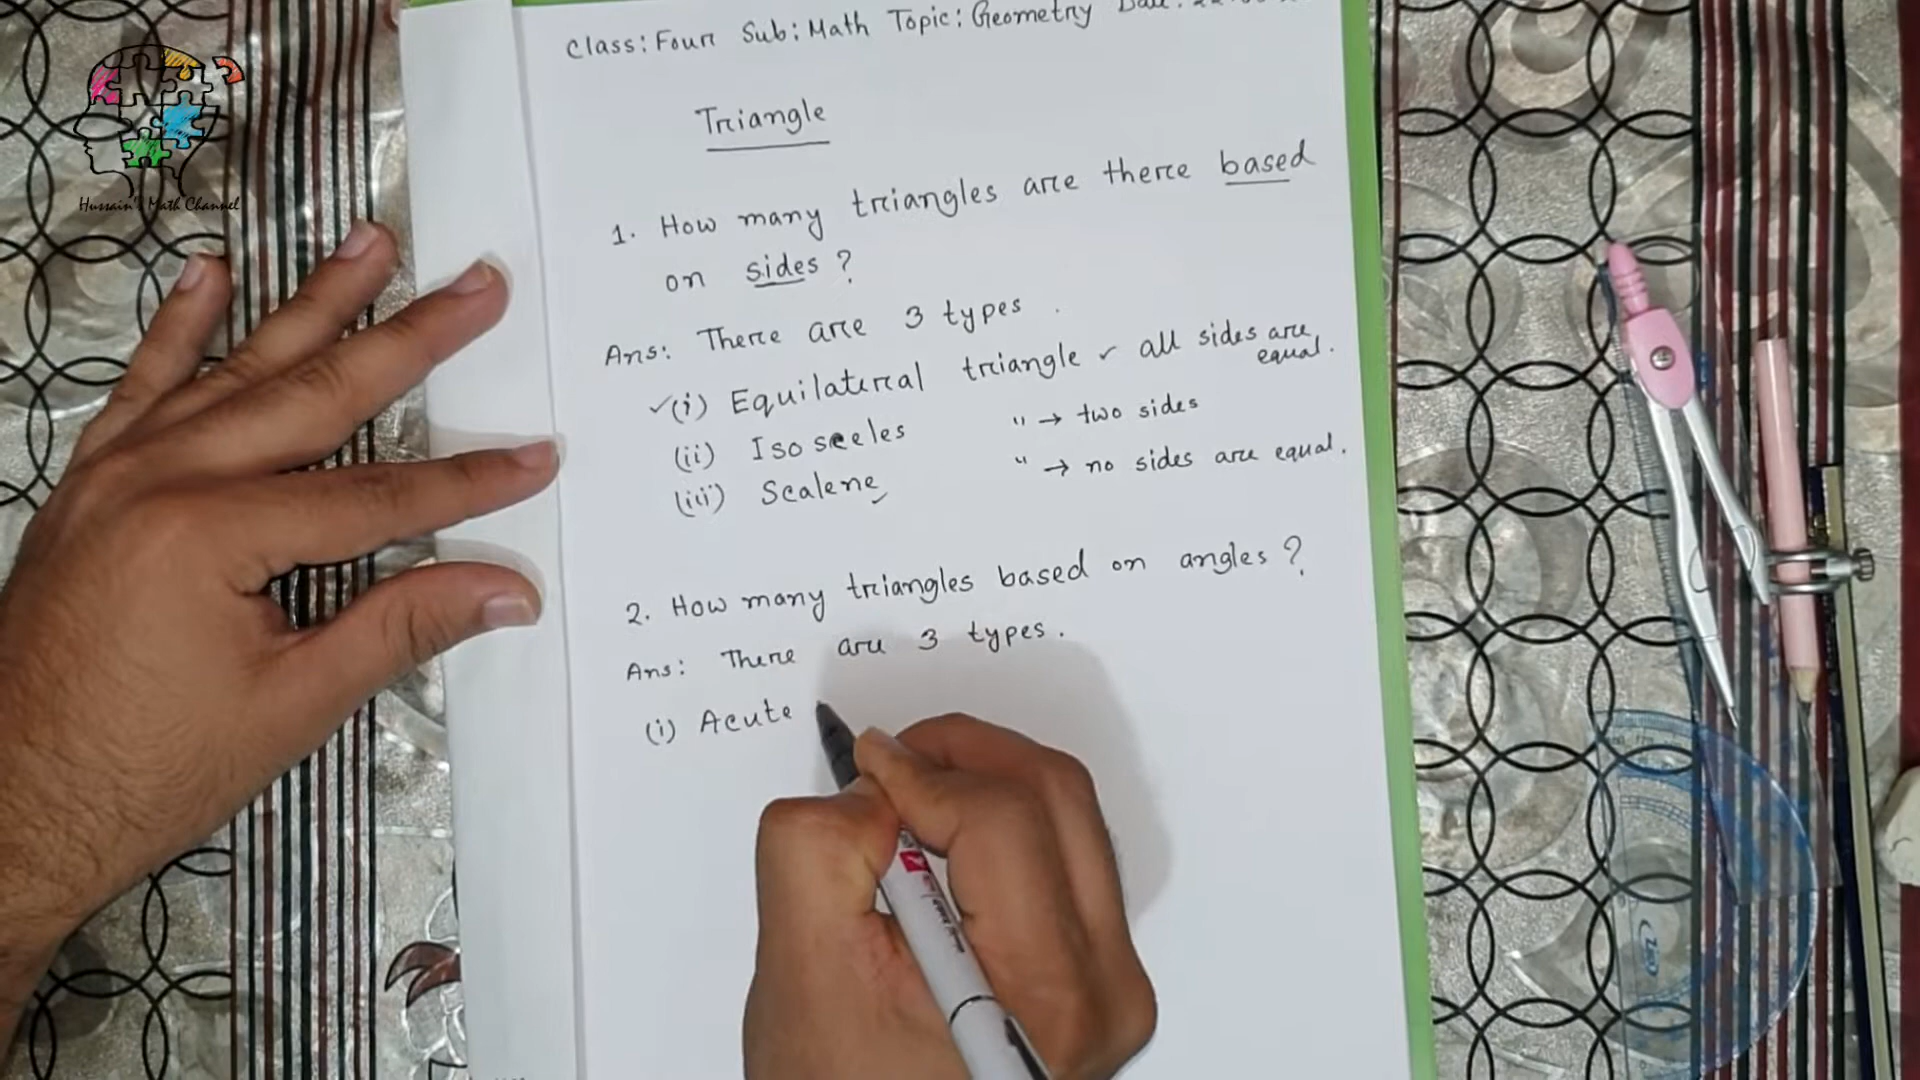 Class: Four Sub: Math Topic: Geometry
Hussain's Math Channel
Triangle
1. How many triangles are there based
on sides ?
Ans: There are 3 types .
✓(i) Equilateral triangle ✓ all sides are
equal.
(ii) Isoseeles " → two sides
(iii) Scalene " → no sides are equal.
2. How many triangles based on angles ?
Ans: There are 3 types.
(i) Acute